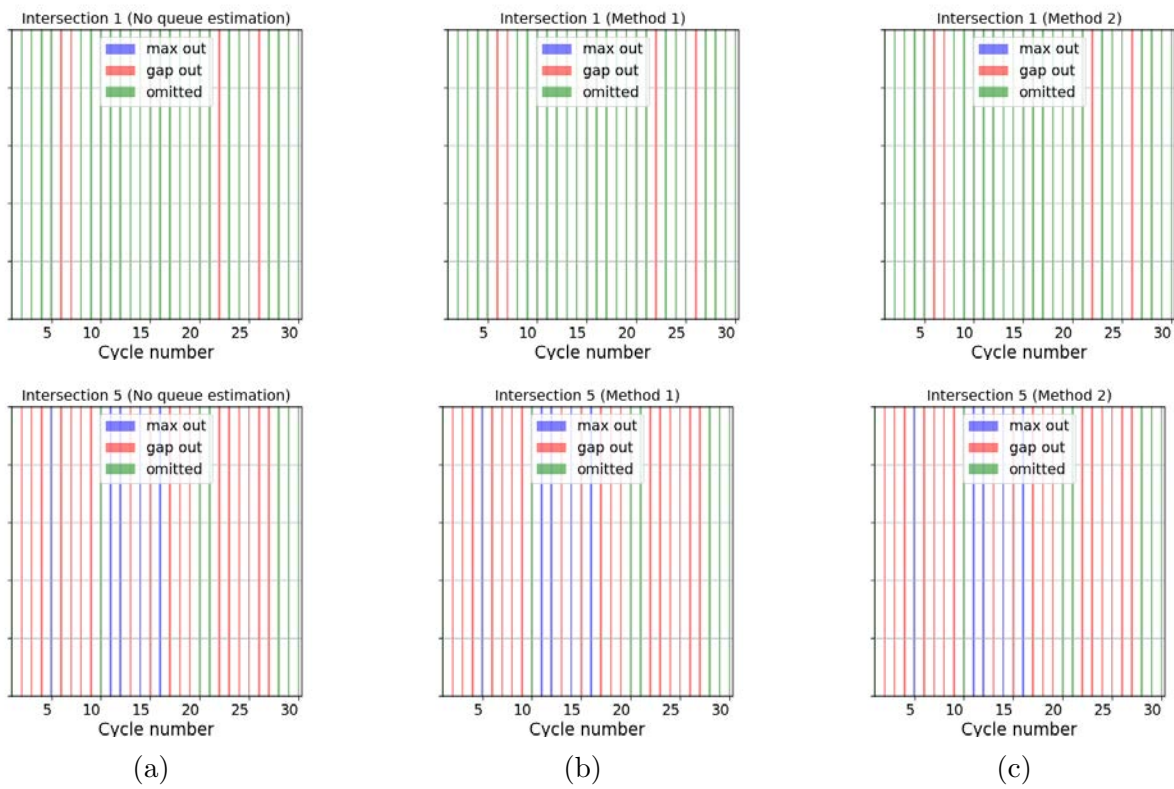 Intersection 1 (No queue estimation)
max out
gap out
omitted
5 10 15 20 25 30
Cycle number
Intersection 1 (Method 1)
max out
gap out
omitted
5 10 15 20 25 30
Cycle number
Intersection 1 (Method 2)
max out
gap out
omitted
5 10 15 20 25 30
Cycle number
Intersection 5 (No queue estimation)
max out
gap out
omitted
5 10 15 20 25 30
Cycle number
(a)
Intersection 5 (Method 1)
max out
gap out
omitted
5 10 15 20 25 30
Cycle number
(b)
Intersection 5 (Method 2)
max out
gap out
omitted
5 10 15 20 25 30
Cycle number
(c)